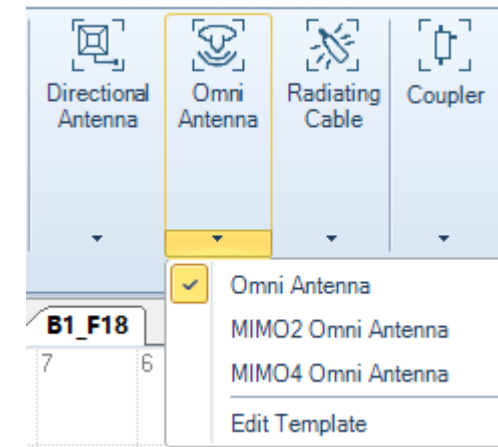 Directional
Antenna
Omni
Antenna
Radiating
Cable
Coupler
Omni Antenna
B1_F18
MIMO2 Omni Antenna
7 6
MIMO4 Omni Antenna
Edit Template